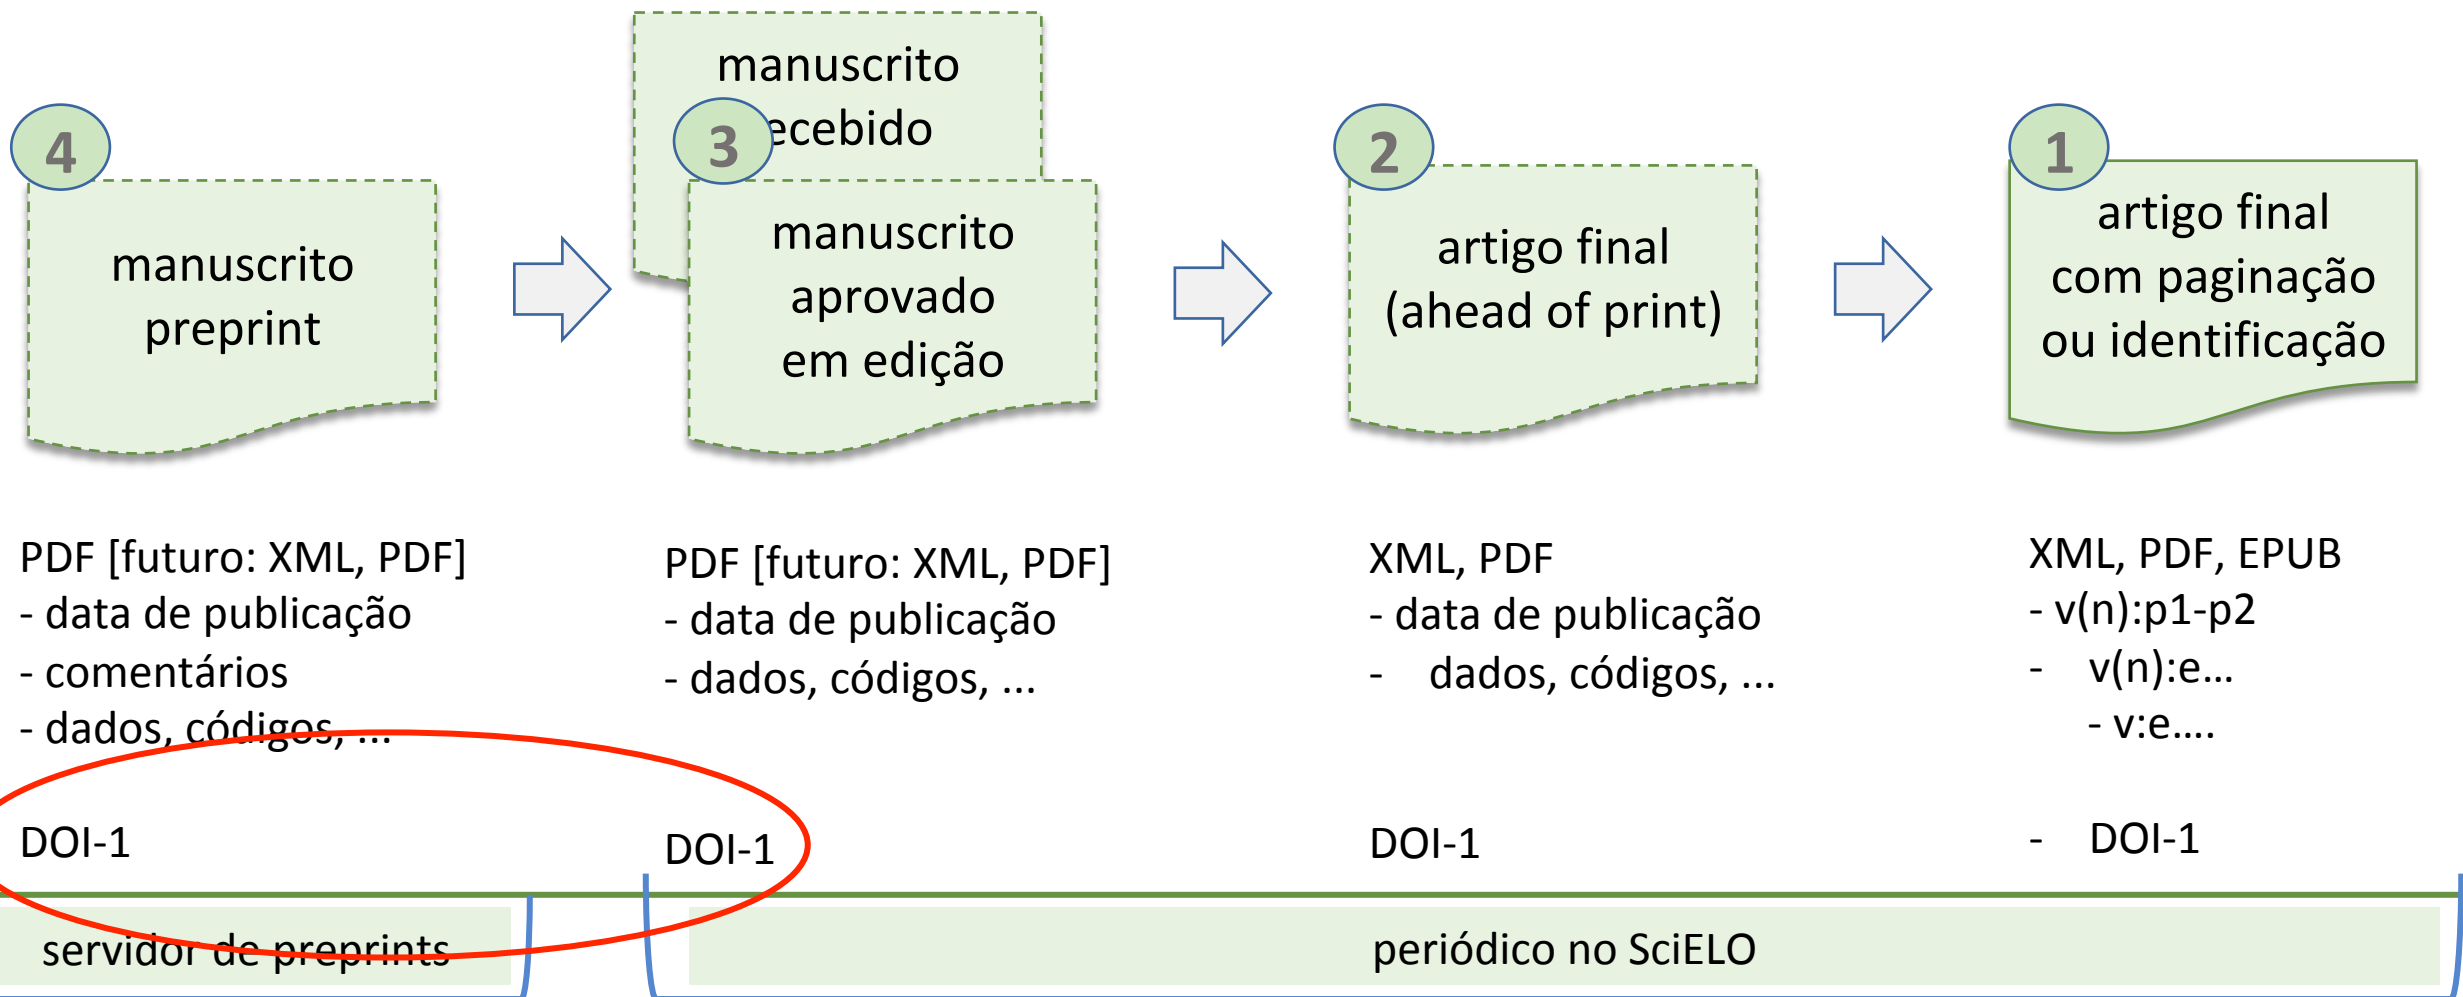 4
manuscrito
preprint
manuscrito
ecebido
3
manuscrito
aprovado
em edição
2
artigo final
(ahead of print)
1
artigo final
com paginação
ou identificação
PDF [futuro: XML, PDF]
- data de publicação
- comentários
- dados, códigos, ...
DOI-1
PDF [futuro: XML, PDF]
- data de publicação
- dados, códigos, ...
DOI-1
XML, PDF
- data de publicação
- dados, códigos, ...
DOI-1
XML, PDF, EPUB
- v(n):p1-p2
- v(n):e...
- v:e....
- DOI-1
servidor de preprints
periódico no SciELO